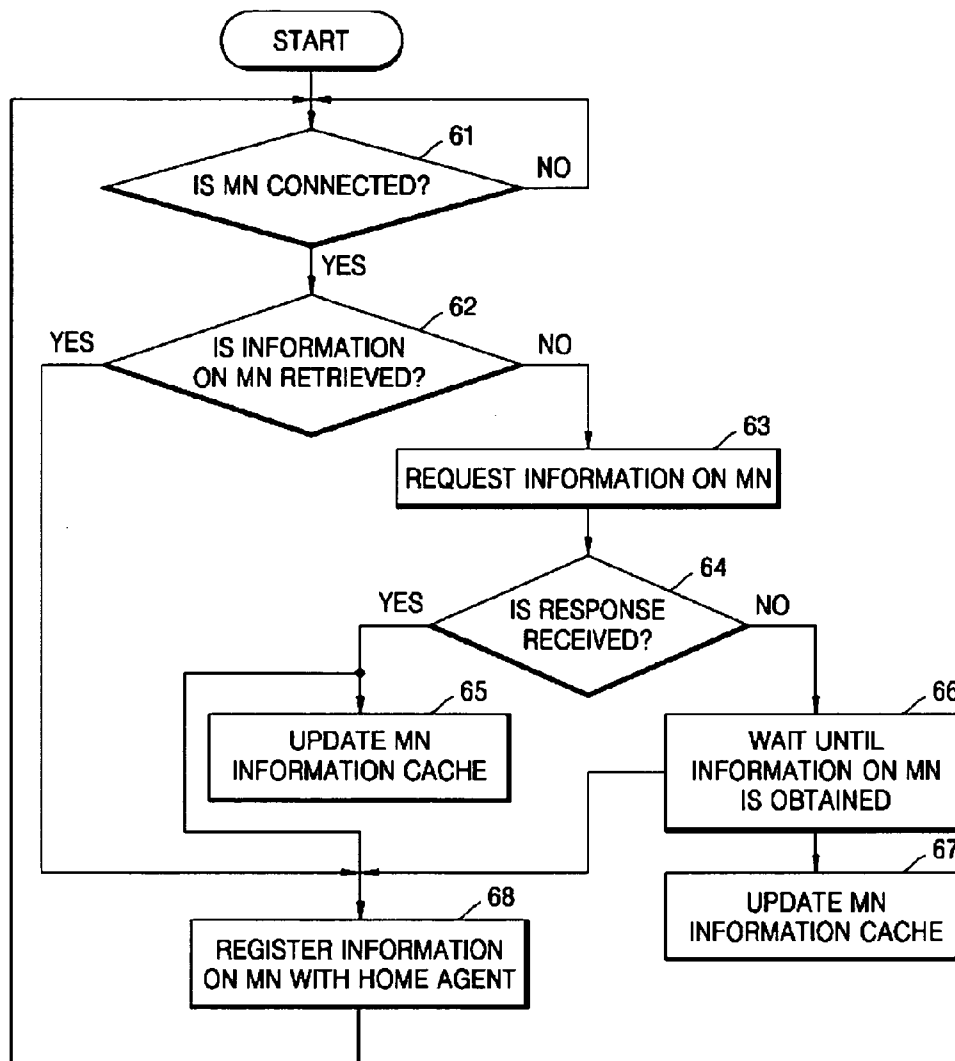 START
61
IS MN CONNECTED?
NO
YES
62
YES
IS INFORMATION
ON MN RETRIEVED?
NO
63
REQUEST INFORMATION ON MN
64
YES
IS RESPONSE
RECEIVED?
NO
65
UPDATE MN
INFORMATION CACHE
66
WAIT UNTIL
INFORMATION ON MN
IS OBTAINED
67
UPDATE MN
INFORMATION CACHE
68
REGISTER INFORMATION
ON MN WITH HOME AGENT